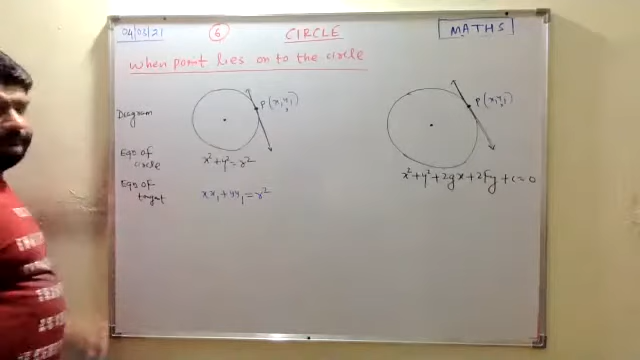 04/03/21
6
CIRCLE
MATHS
When point lies on to the circle
Diagram
P(x₁,y₁)
P(x₁,y₁)
Eqn of circle
x²+y²=r²
x²+y²+2gx+2fy+c=0
Eqn of
xx₁+yy₁=r²